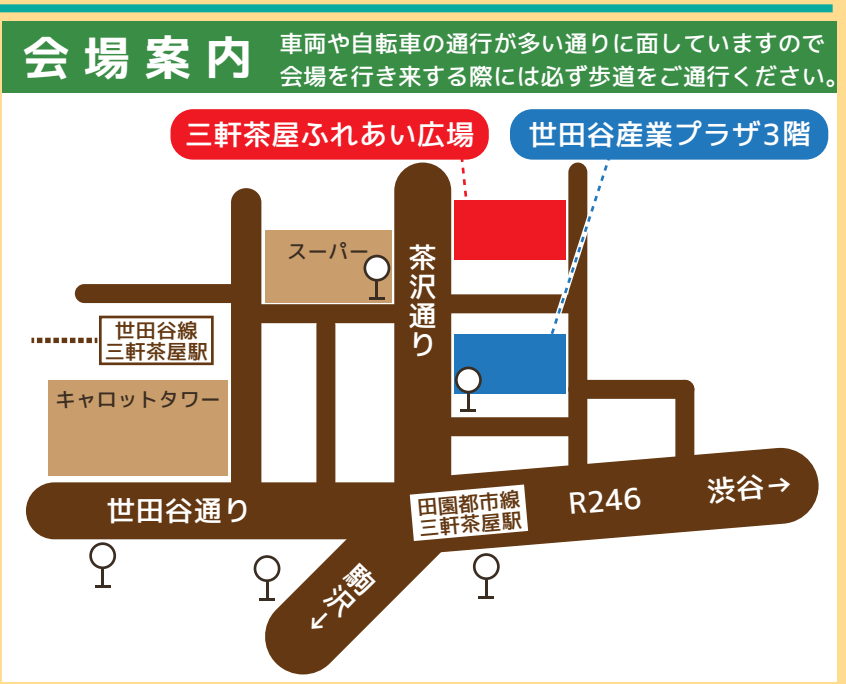 会場案内
車両や自転車の通行が多い通りに面していますので
会場を行き来する際には必ず歩道をご通行ください。
三軒茶屋ふれあい広場
世田谷産業プラザ3階
スーパー
茶沢通り
世田谷線
三軒茶屋駅
キャロットタワー
世田谷通り
田園都市線
三軒茶屋駅
R246
渋谷→
駒沢
←